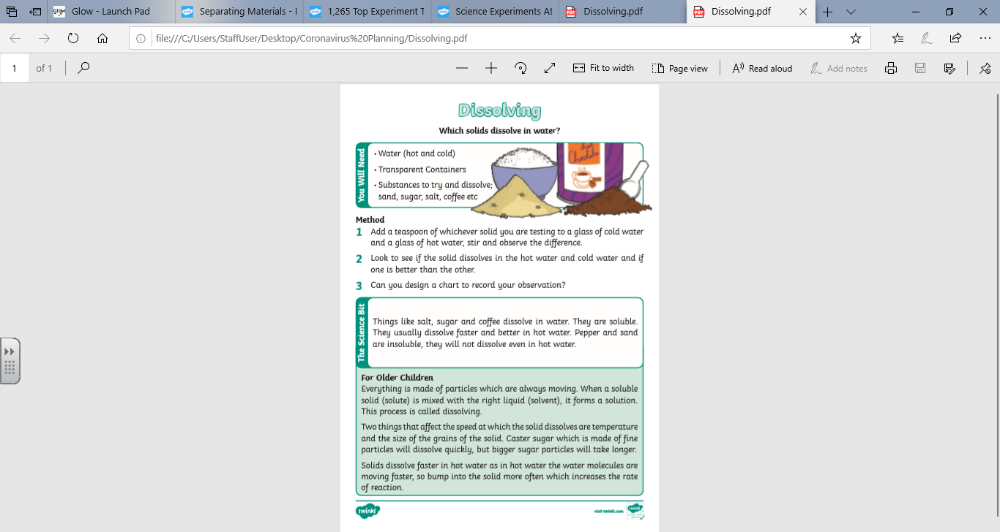 Glow - Launch Pad
Separating Materials - I
1,265 Top Experiment T
Science Experiments At
Dissolving.pdf
Dissolving.pdf
file:///C:/Users/StaffUser/Desktop/Coronavirus%20Planning/Dissolving.pdf
1 of 1
Fit to width
Page view
Read aloud
Add notes
Dissolving
Which solids dissolve in water?
You Will Need
• Water (hot and cold)
• Transparent Containers
• Substances to try and dissolve;
sand, sugar, salt, coffee etc
hot
Chocolate
Method
1 Add a teaspoon of whichever solid you are testing to a glass of cold water
and a glass of hot water, stir and observe the difference.
2 Look to see if the solid dissolves in the hot water and cold water and if
one is better than the other.
3 Can you design a chart to record your observation?
The Science Bit
Things like salt, sugar and coffee dissolve in water. They are soluble.
They usually dissolve faster and better in hot water. Pepper and sand
are insoluble, they will not dissolve even in hot water.
For Older Children
Everything is made of particles which are always moving. When a soluble
solid (solute) is mixed with the right liquid (solvent), it forms a solution.
This process is called dissolving.
Two things that affect the speed at which the solid dissolves are temperature
and the size of the grains of the solid. Caster sugar which is made of fine
particles will dissolve quickly, but bigger sugar particles will take longer.
Solids dissolve faster in hot water as in hot water the water molecules are
moving faster, so bump into the solid more often which increases the rate
of reaction.
twinkl
visit twinkl.com
twinkl